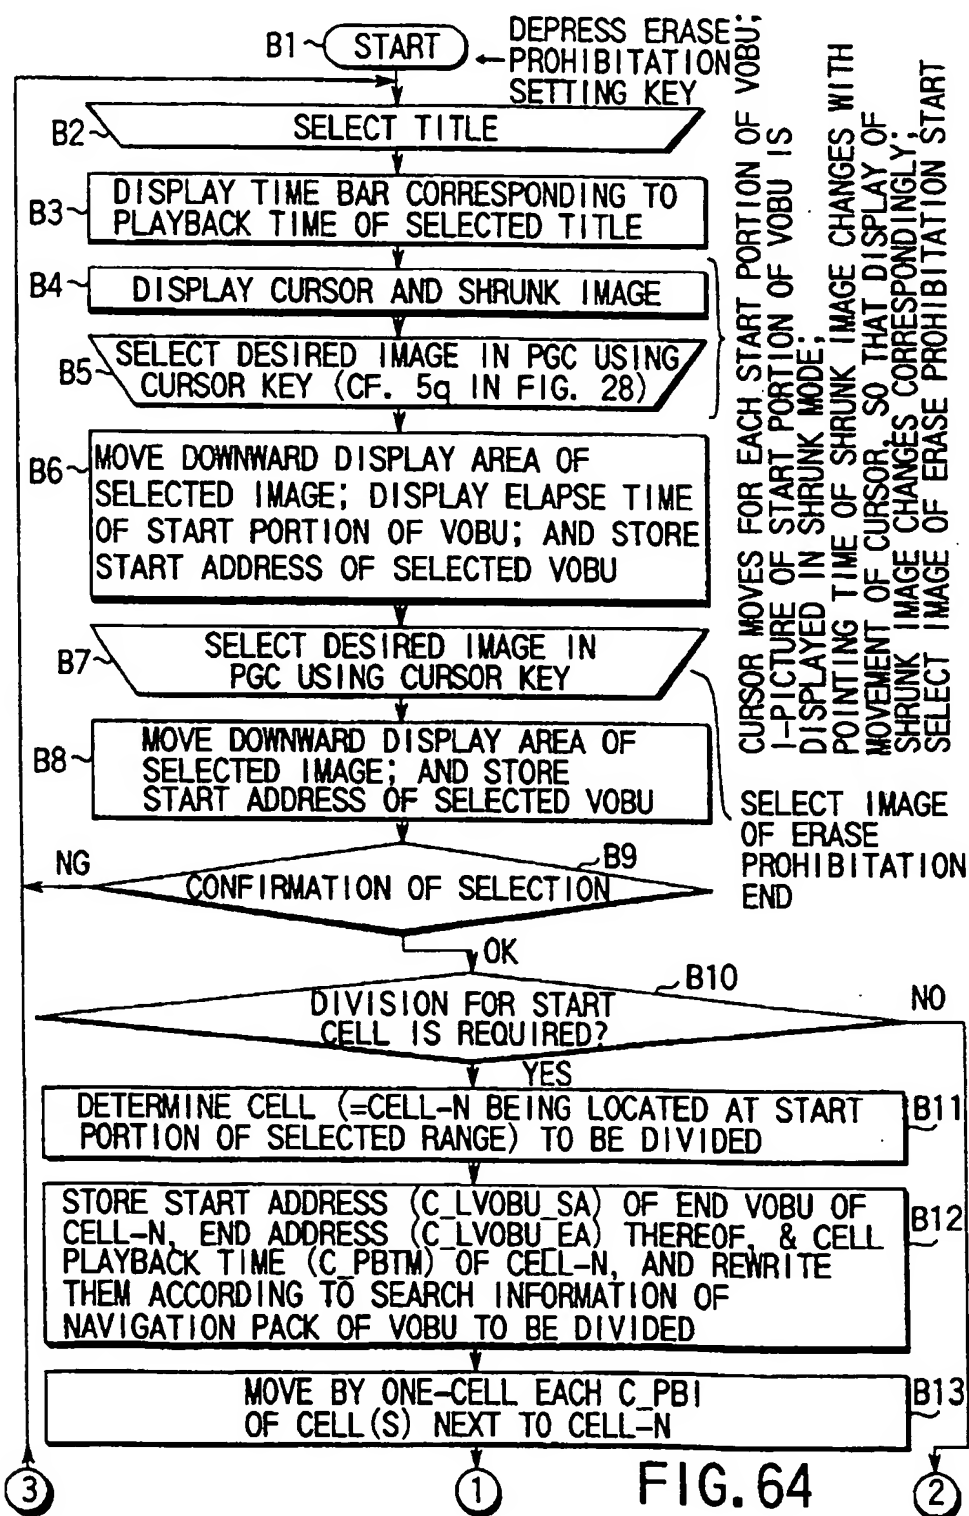 B1
START
DEPRESS ERASE
PROHIBITATION
SETTING KEY
B2
SELECT TITLE
B3
DISPLAY TIME BAR CORRESPONDING TO
PLAYBACK TIME OF SELECTED TITLE
B4
DISPLAY CURSOR AND SHRUNK IMAGE
B5
SELECT DESIRED IMAGE IN PGC USING
CURSOR KEY (CF. 5q IN FIG. 28)
CURSOR MOVES FOR EACH START PORTION OF VOBU;
I-PICTURE OF START PORTION OF VOBU IS
DISPLAYED IN SHRUNK MODE;
POINTING TIME OF SHRUNK IMAGE CHANGES WITH
MOVEMENT OF CURSOR, SO THAT DISPLAY OF
SHRUNK IMAGE CHANGES CORRESPONDINGLY;
SELECT IMAGE OF ERASE PROHIBITATION START
B6
MOVE DOWNWARD DISPLAY AREA OF
SELECTED IMAGE; DISPLAY ELAPSE TIME
OF START PORTION OF VOBU; AND STORE
START ADDRESS OF SELECTED VOBU
B7
SELECT DESIRED IMAGE IN
PGC USING CURSOR KEY
SELECT IMAGE
OF ERASE
PROHIBITATION
END
B8
MOVE DOWNWARD DISPLAY AREA OF
SELECTED IMAGE; AND STORE
START ADDRESS OF SELECTED VOBU
B9
NG
CONFIRMATION OF SELECTION
OK
B10
DIVISION FOR START
CELL IS REQUIRED?
NO
YES
DETERMINE CELL (=CELL-N BEING LOCATED AT START
PORTION OF SELECTED RANGE) TO BE DIVIDED
B11
STORE START ADDRESS (C_LVOBU_SA) OF END VOBU OF
CELL-N, END ADDRESS (C_LVOBU_EA) THEREOF, & CELL
PLAYBACK TIME (C_PBTM) OF CELL-N, AND REWRITE
THEM ACCORDING TO SEARCH INFORMATION OF
NAVIGATION PACK OF VOBU TO BE DIVIDED
B12
MOVE BY ONE-CELL EACH C_PBI
OF CELL(S) NEXT TO CELL-N
B13
3
1
FIG. 64
2